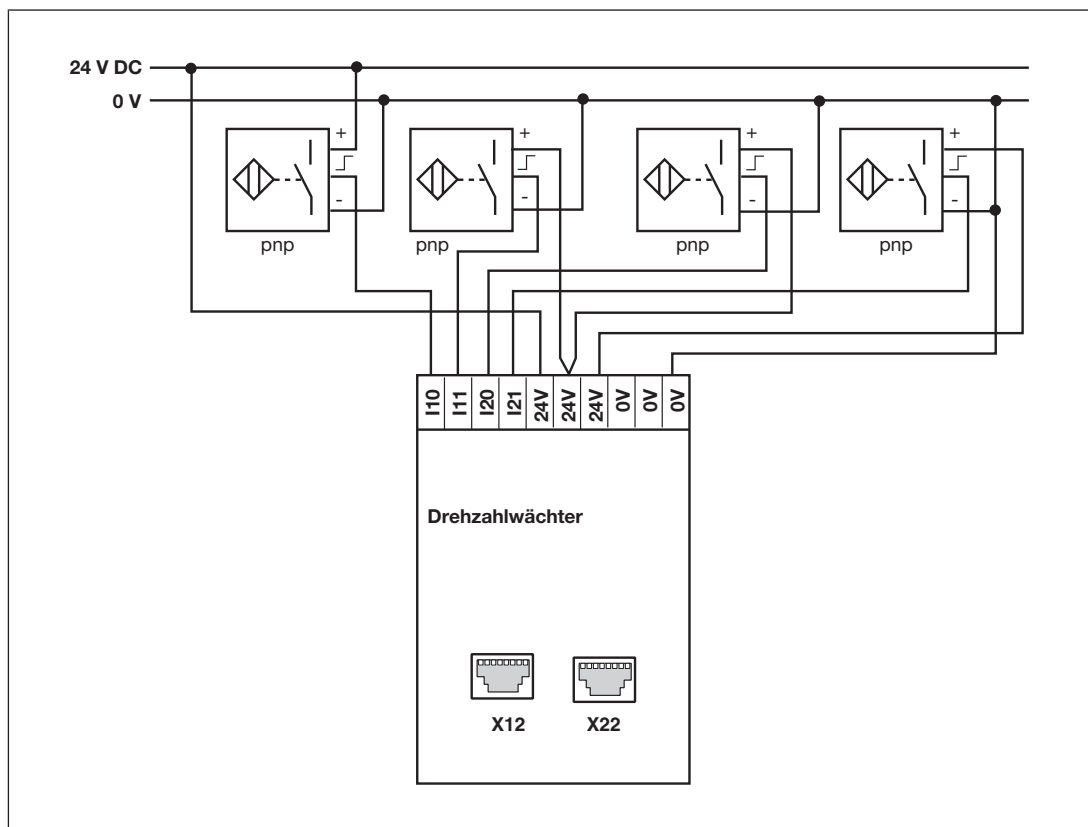 24 V DC
0 V
+ + + +
- - - -
pnp pnp pnp pnp
I10 I11 I20 I21 24V 24V 24V 0V 0V 0V
Drehzahlwächter
X12 X22